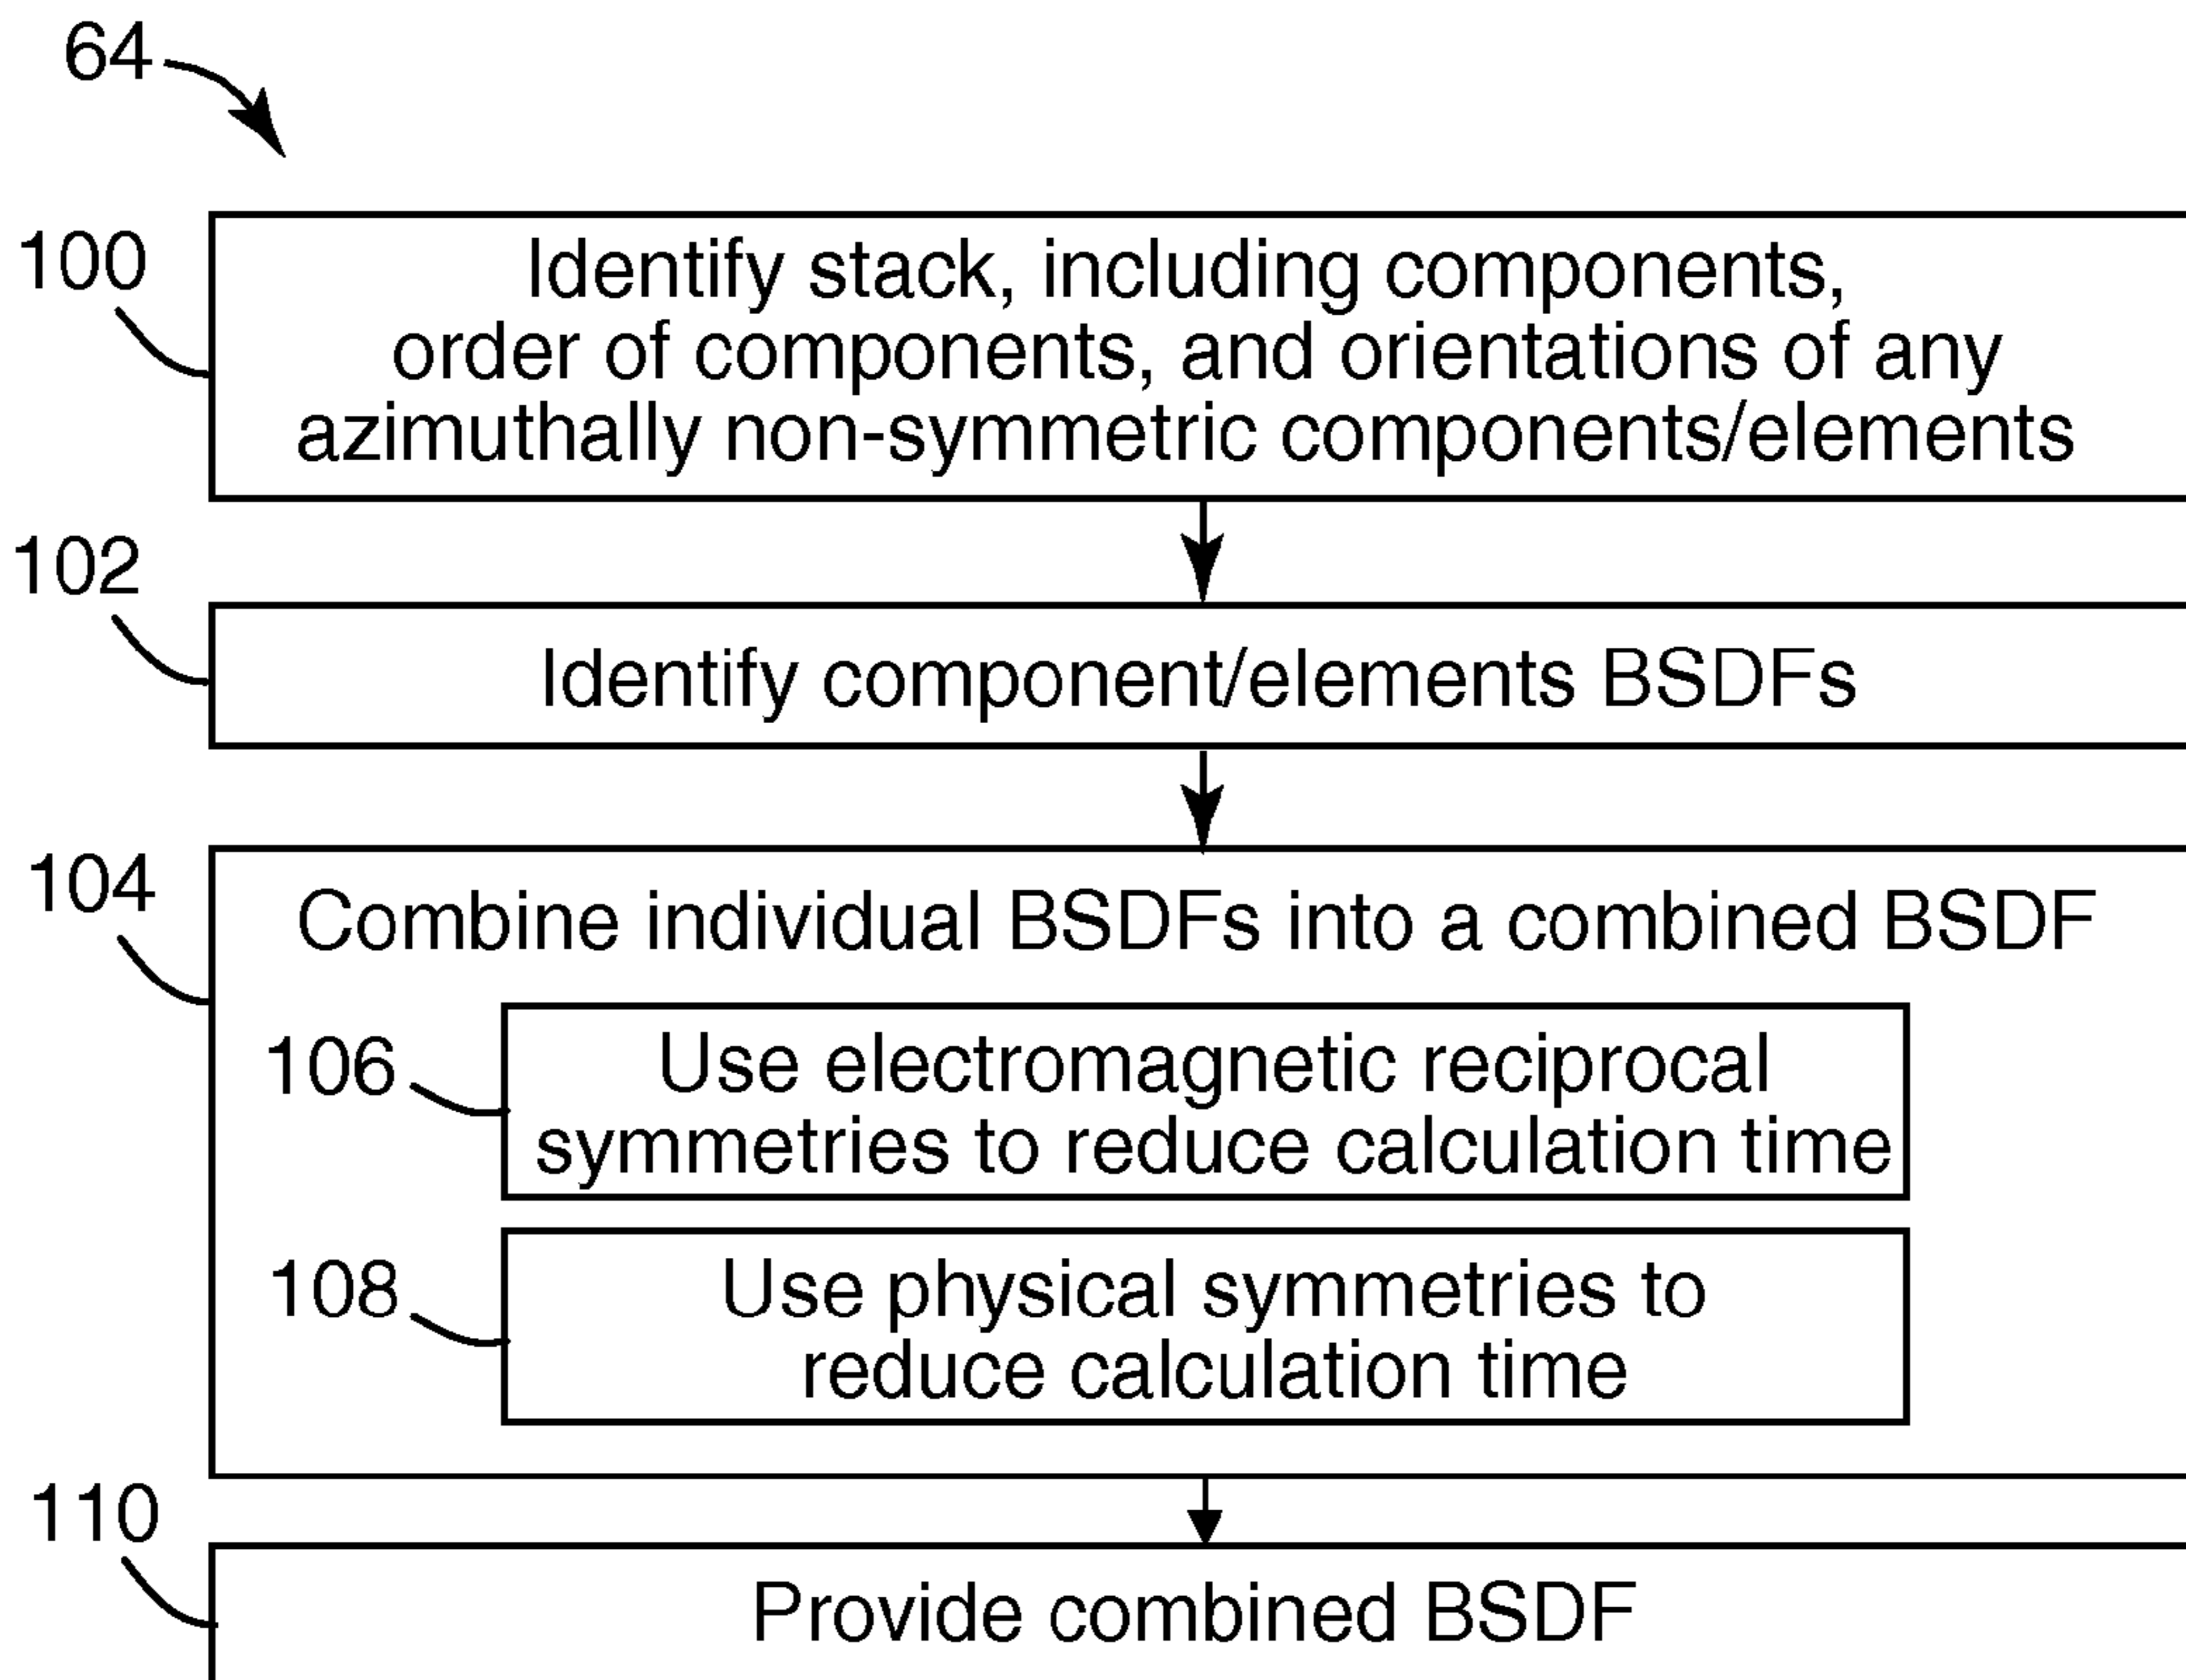 64
100
Identify stack, including components,
order of components, and orientations of any
azimuthally non-symmetric components/elements
102
Identify component/elements BSDFs
104
Combine individual BSDFs into a combined BSDF
106
Use electromagnetic reciprocal
symmetries to reduce calculation time
108
Use physical symmetries to
reduce calculation time
110
Provide combined BSDF